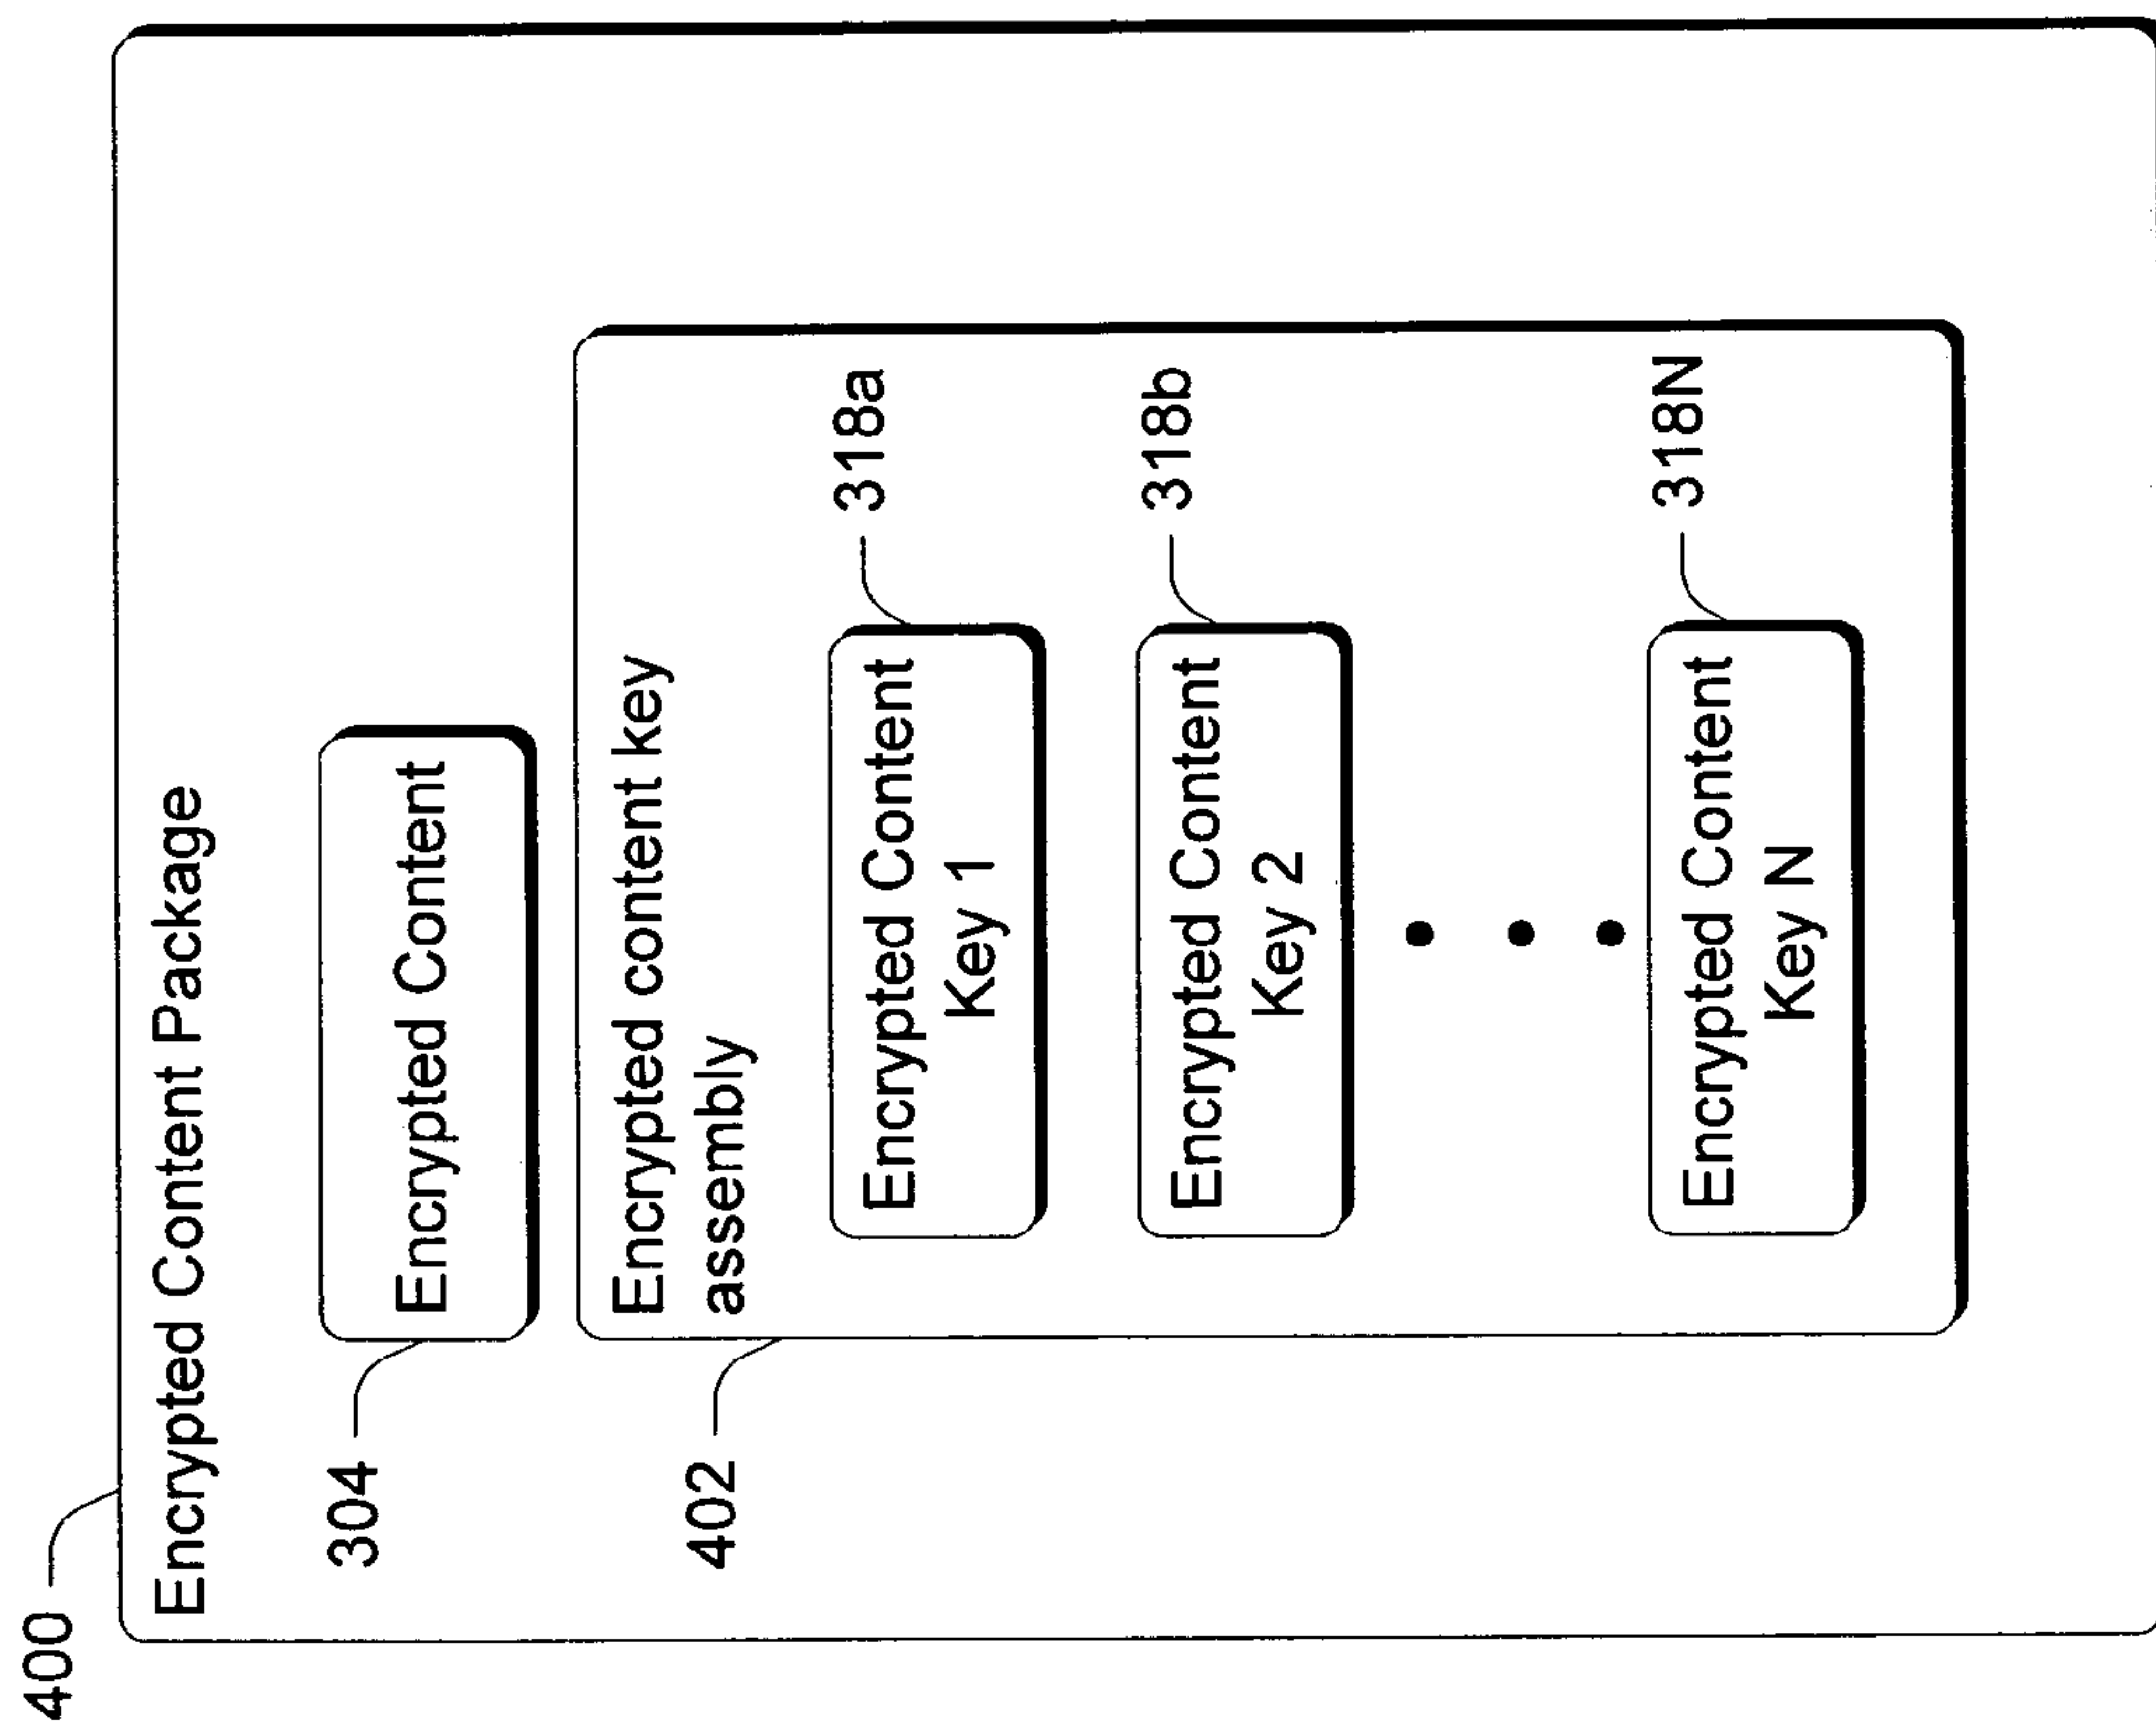 400
Encrypted Content Package
304
Encrypted Content
402
Encrypted content key
assembly
Encrypted Content
Key 1
318a
Encrypted Content
Key 2
318b
Encrypted Content
Key N
318N